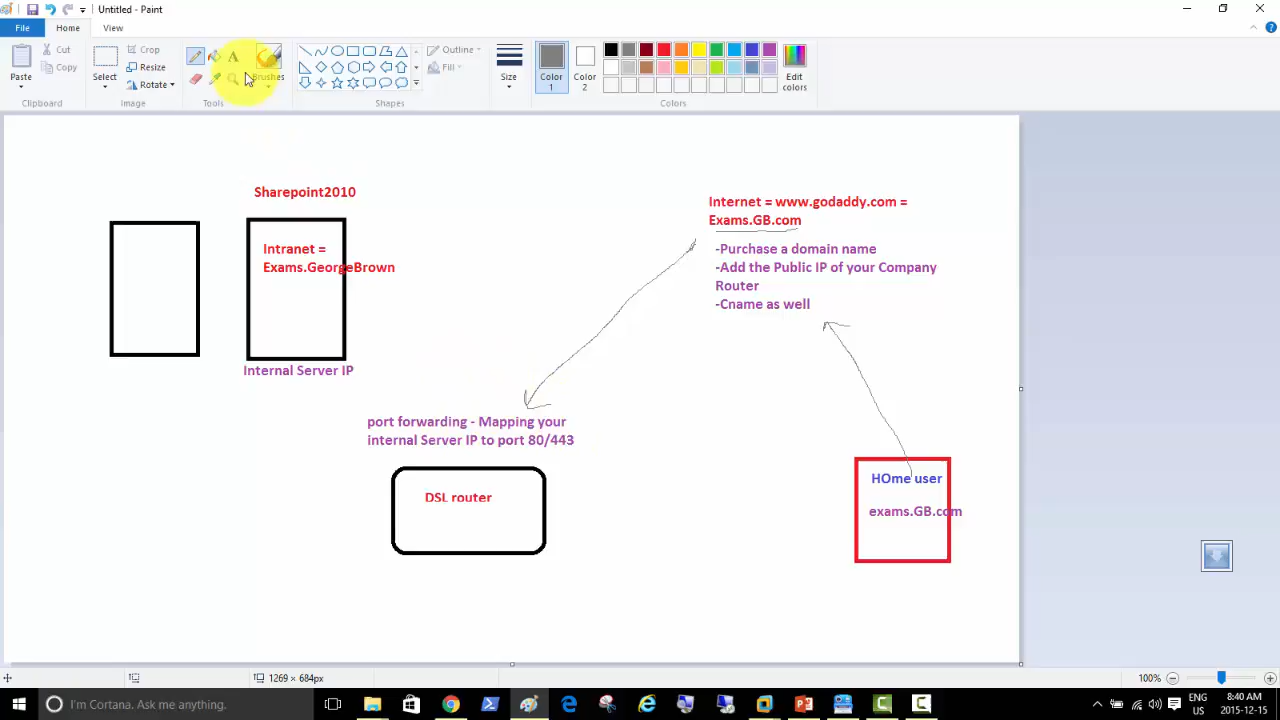 Untitled - Paint
File
Home
View
Paste
Cut
Copy
Clipboard
Select
Crop
Resize
Rotate
Image
A
Tools
Brushes
Outline
Fill
Shapes
Size
Color
1
Color
2
Edit
colors
Colors
Sharepoint2010
Intranet =
Exams.GeorgeBrown
Internal Server IP
Internet = www.godaddy.com =
Exams.GB.com
-Purchase a domain name
-Add the Public IP of your Company
Router
-Cname as well
port forwarding - Mapping your
internal Server IP to port 80/443
DSL router
HOme user
exams.GB.com
1269 × 684px
100%
I'm Cortana. Ask me anything.
ENG
US
8:40 AM
2015-12-15